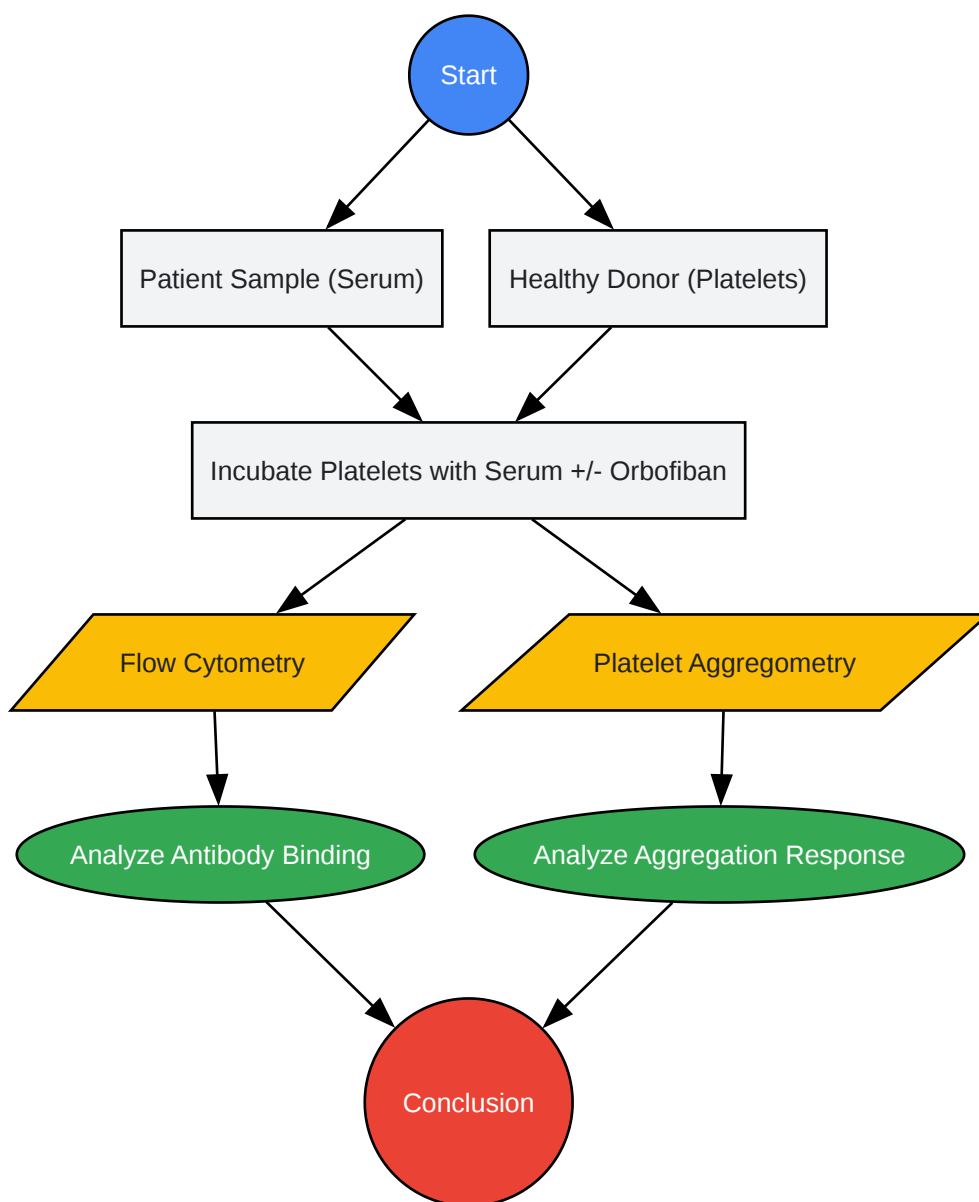 Start
Patient Sample (Serum)
Healthy Donor (Platelets)
Incubate Platelets with Serum +/- Orbofiban
Flow Cytometry
Platelet Aggregometry
Analyze Antibody Binding
Analyze Aggregation Response
Conclusion